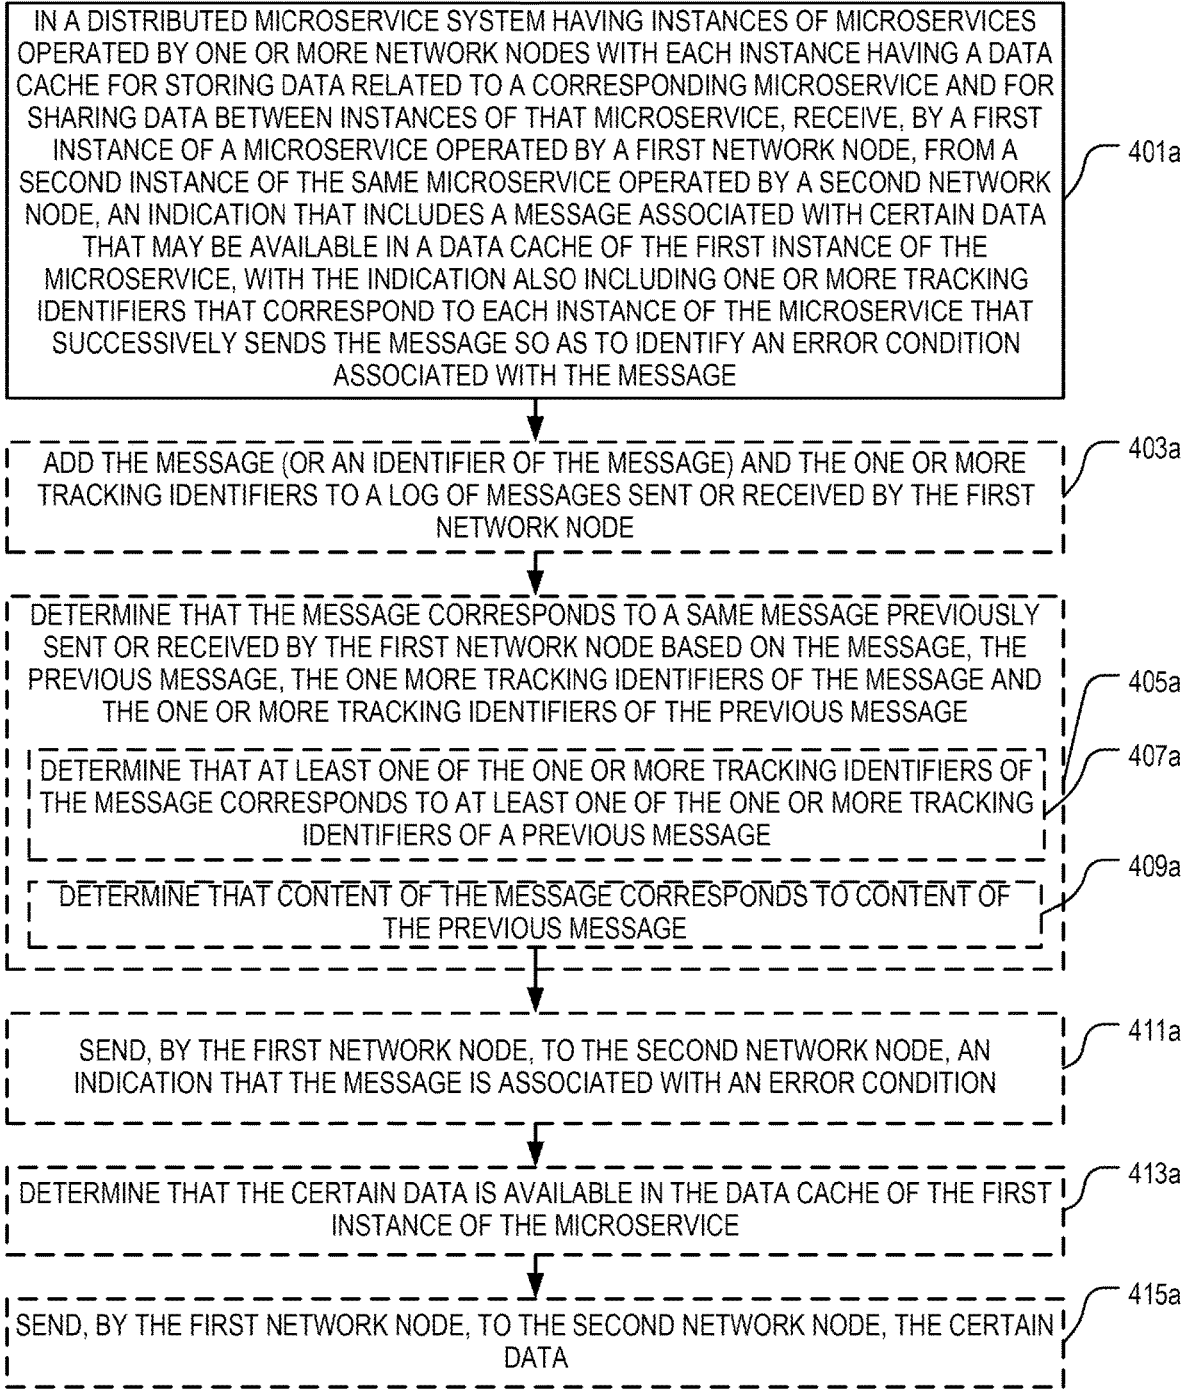 IN A DISTRIBUTED MICROSERVICE SYSTEM HAVING INSTANCES OF MICROSERVICES
OPERATED BY ONE OR MORE NETWORK NODES WITH EACH INSTANCE HAVING A DATA
CACHE FOR STORING DATA RELATED TO A CORRESPONDING MICROSERVICE AND FOR
SHARING DATA BETWEEN INSTANCES OF THAT MICROSERVICE, RECEIVE, BY A FIRST
INSTANCE OF A MICROSERVICE OPERATED BY A FIRST NETWORK NODE, FROM A
SECOND INSTANCE OF THE SAME MICROSERVICE OPERATED BY A SECOND NETWORK
NODE, AN INDICATION THAT INCLUDES A MESSAGE ASSOCIATED WITH CERTAIN DATA
THAT MAY BE AVAILABLE IN A DATA CACHE OF THE FIRST INSTANCE OF THE
MICROSERVICE, WITH THE INDICATION ALSO INCLUDING ONE OR MORE TRACKING
IDENTIFIERS THAT CORRESPOND TO EACH INSTANCE OF THE MICROSERVICE THAT
SUCCESSIVELY SENDS THE MESSAGE SO AS TO IDENTIFY AN ERROR CONDITION
ASSOCIATED WITH THE MESSAGE
401a
ADD THE MESSAGE (OR AN IDENTIFIER OF THE MESSAGE) AND THE ONE OR MORE
TRACKING IDENTIFIERS TO A LOG OF MESSAGES SENT OR RECEIVED BY THE FIRST
NETWORK NODE
403a
DETERMINE THAT THE MESSAGE CORRESPONDS TO A SAME MESSAGE PREVIOUSLY
SENT OR RECEIVED BY THE FIRST NETWORK NODE BASED ON THE MESSAGE, THE
PREVIOUS MESSAGE, THE ONE MORE TRACKING IDENTIFIERS OF THE MESSAGE AND
THE ONE OR MORE TRACKING IDENTIFIERS OF THE PREVIOUS MESSAGE
405a
DETERMINE THAT AT LEAST ONE OF THE ONE OR MORE TRACKING IDENTIFIERS OF
THE MESSAGE CORRESPONDS TO AT LEAST ONE OF THE ONE OR MORE TRACKING
IDENTIFIERS OF A PREVIOUS MESSAGE
407a
DETERMINE THAT CONTENT OF THE MESSAGE CORRESPONDS TO CONTENT OF
THE PREVIOUS MESSAGE
409a
SEND, BY THE FIRST NETWORK NODE, TO THE SECOND NETWORK NODE, AN
INDICATION THAT THE MESSAGE IS ASSOCIATED WITH AN ERROR CONDITION
411a
DETERMINE THAT THE CERTAIN DATA IS AVAILABLE IN THE DATA CACHE OF THE FIRST
INSTANCE OF THE MICROSERVICE
413a
SEND, BY THE FIRST NETWORK NODE, TO THE SECOND NETWORK NODE, THE CERTAIN
DATA
415a